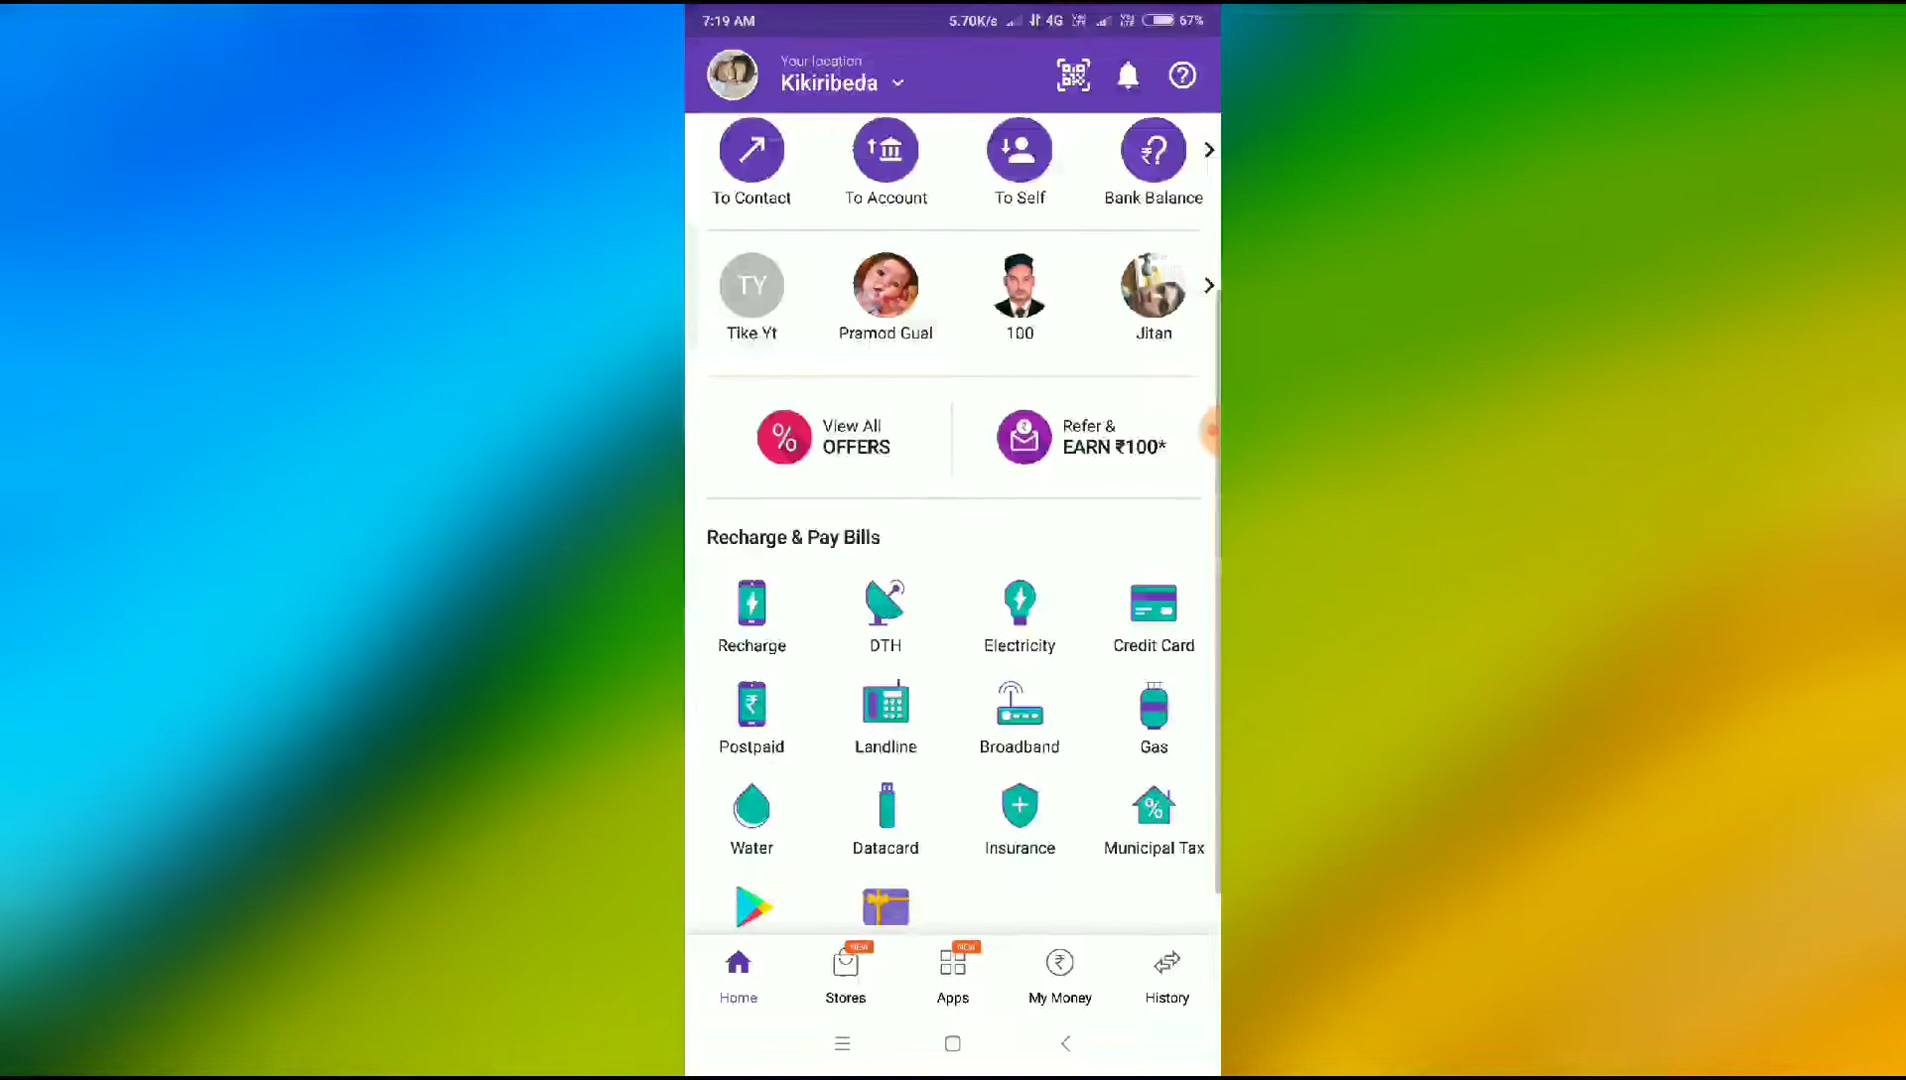 7:19 AM 5.70K/s 4G 67%
Your location
Kikiribeda
To Contact To Account To Self Bank Balance
TY
Tike Yt Pramod Gual 100 Jitan
View All
OFFERS
Refer &
EARN ₹100*
Recharge & Pay Bills
Recharge DTH Electricity Credit Card
Postpaid Landline Broadband Gas
Water Datacard Insurance Municipal Tax
NEW NEW
Home Stores Apps My Money History